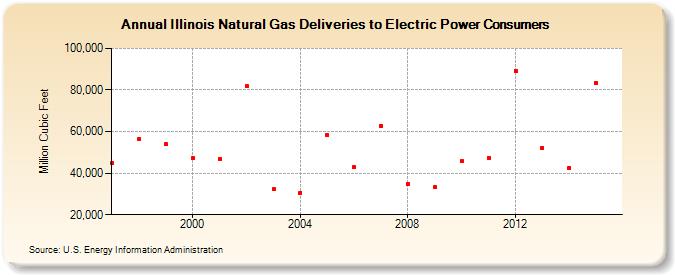 Annual Illinois Natural Gas Deliveries to Electric Power Consumers
Million Cubic Feet
100,000
80,000
60,000
40,000
20,000
2000 2004 2008 2012
Source: U.S. Energy Information Administration